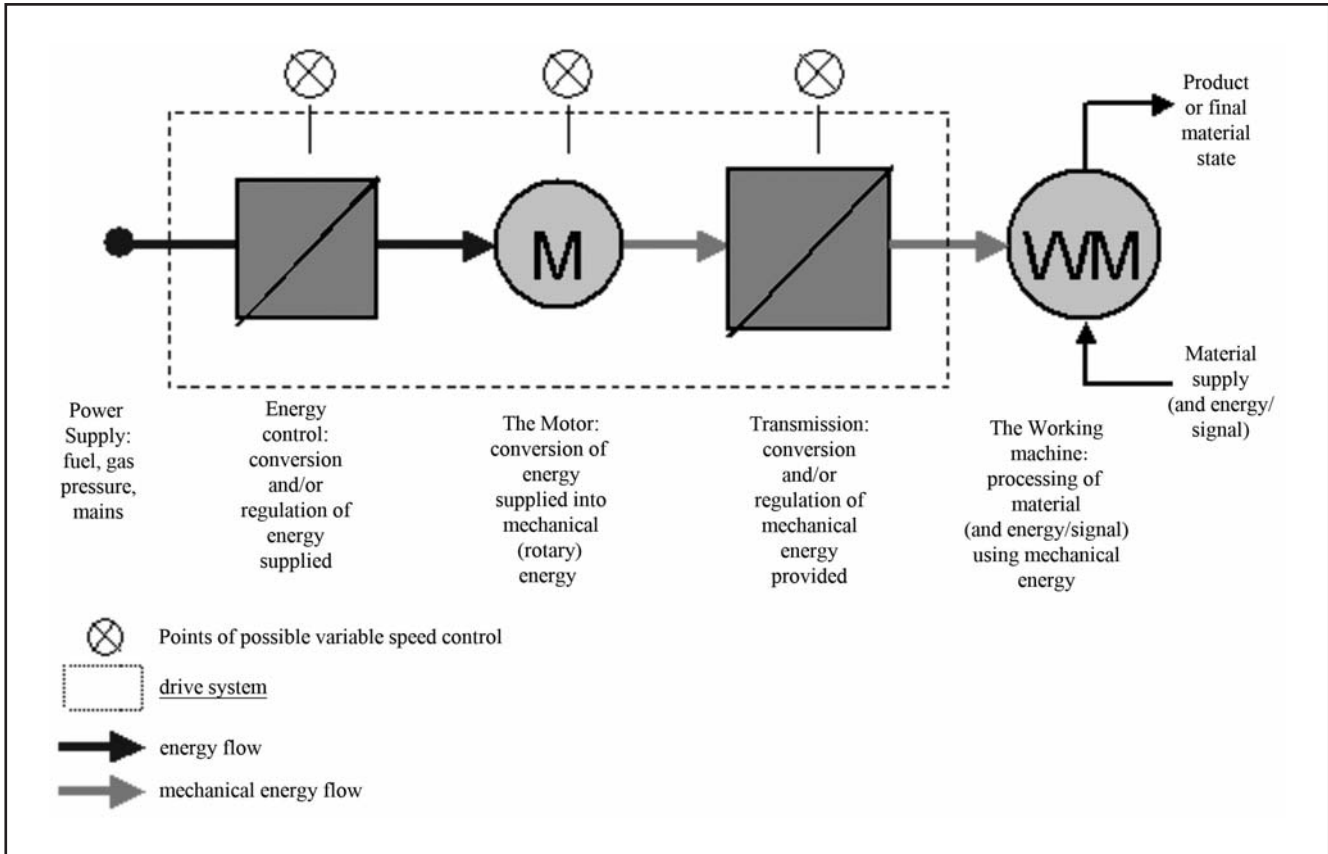 Product
or final
material
state
M
WM
Material
supply
(and energy/
signal)
Power
Supply:
fuel, gas
pressure,
mains
Energy
control:
conversion
and/or
regulation of
energy
supplied
The Motor:
conversion of
energy
supplied into
mechanical
(rotary)
energy
Transmission:
conversion
and/or
regulation of
mechanical
energy
provided
The Working
machine:
processing of
material
(and energy/signal)
using mechanical
energy
Points of possible variable speed control
drive system
energy flow
mechanical energy flow